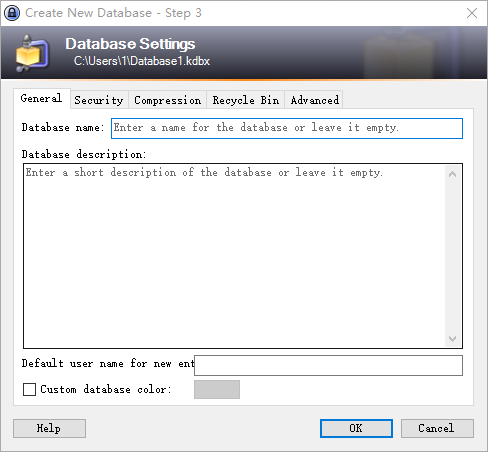 Create New Database - Step 3
Database Settings
C:\Users\1\Database1.kdbx
General Security Compression Recycle Bin Advanced
Database name: Enter a name for the database or leave it empty.
Database description:
Enter a short description of the database or leave it empty.
Default user name for new ent
Custom database color:
Help OK Cancel